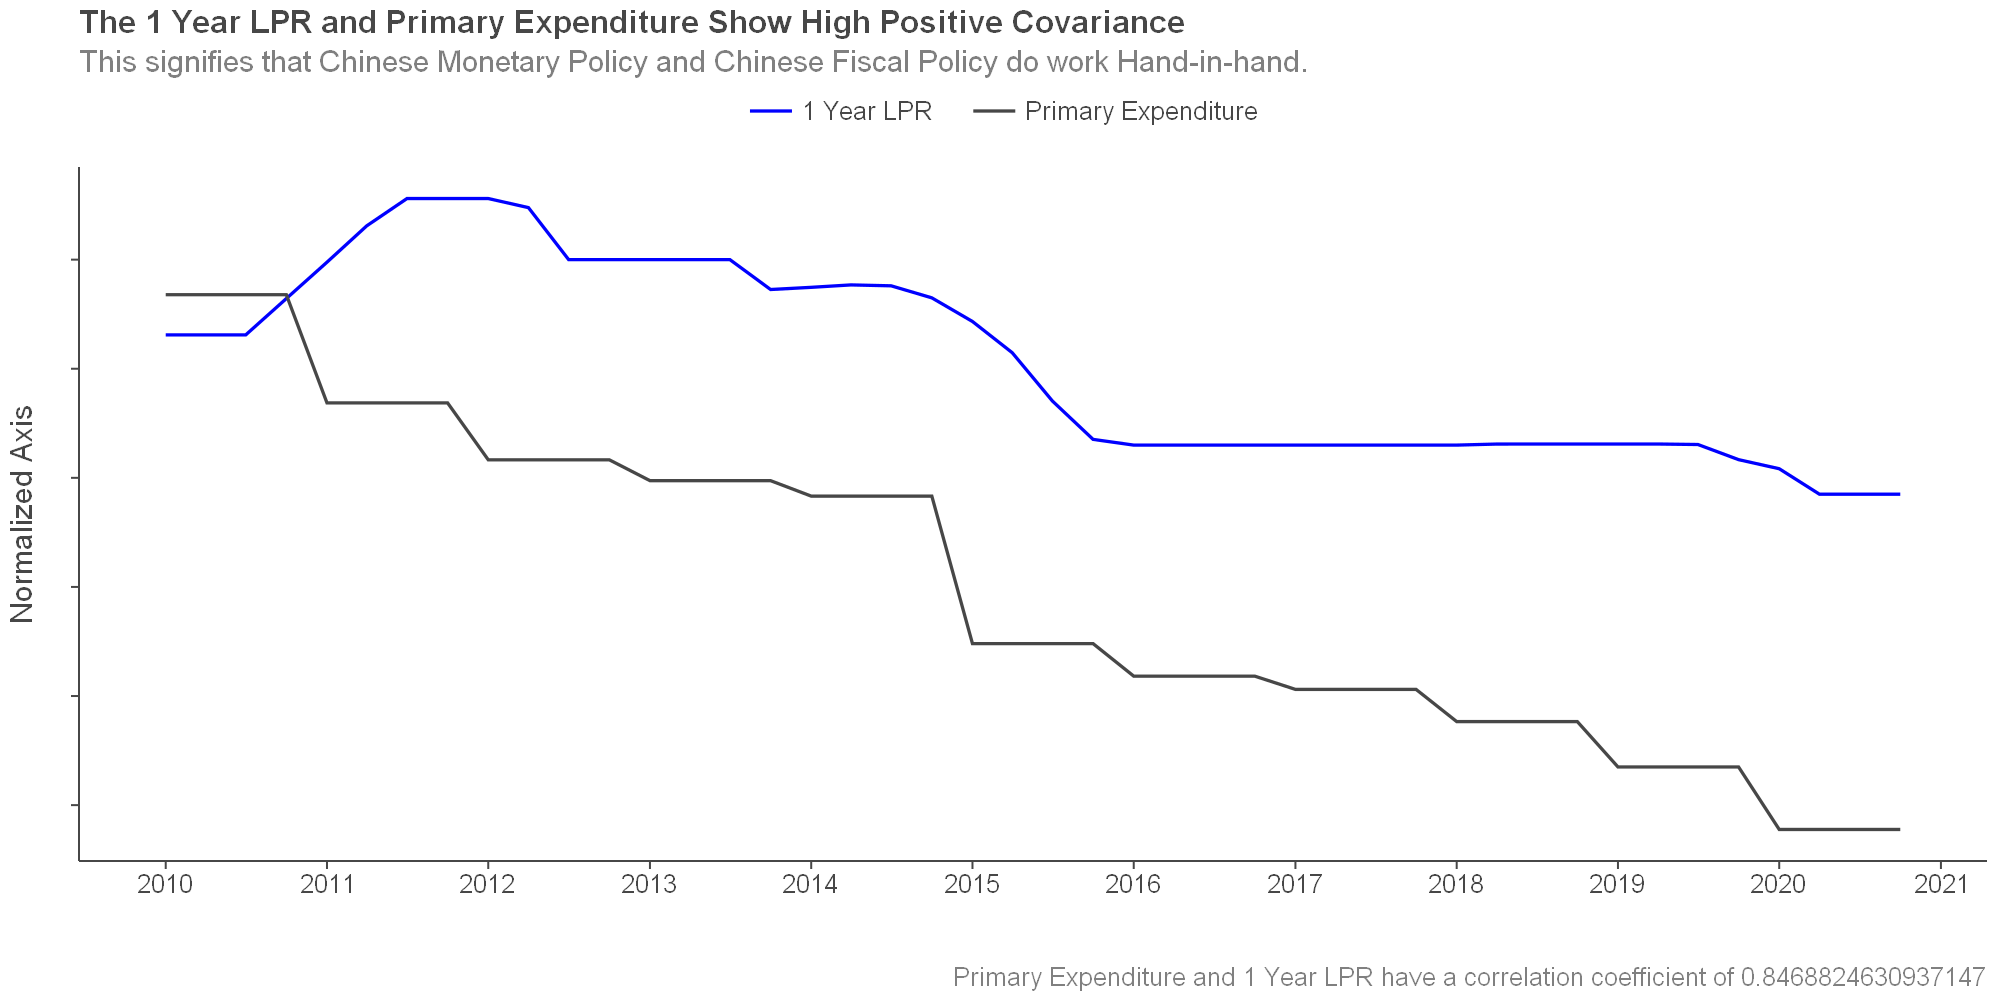 The 1 Year LPR and Primary Expenditure Show High Positive Covariance
This signifies that Chinese Monetary Policy and Chinese Fiscal Policy do work Hand-in-hand.
1 Year LPR
Primary Expenditure
Normalized Axis
2010
2011
2012
2013
2014
2015
2016
2017
2018
2019
2020
2021
Primary Expenditure and 1 Year LPR have a correlation coefficient of 0.8468824630937147